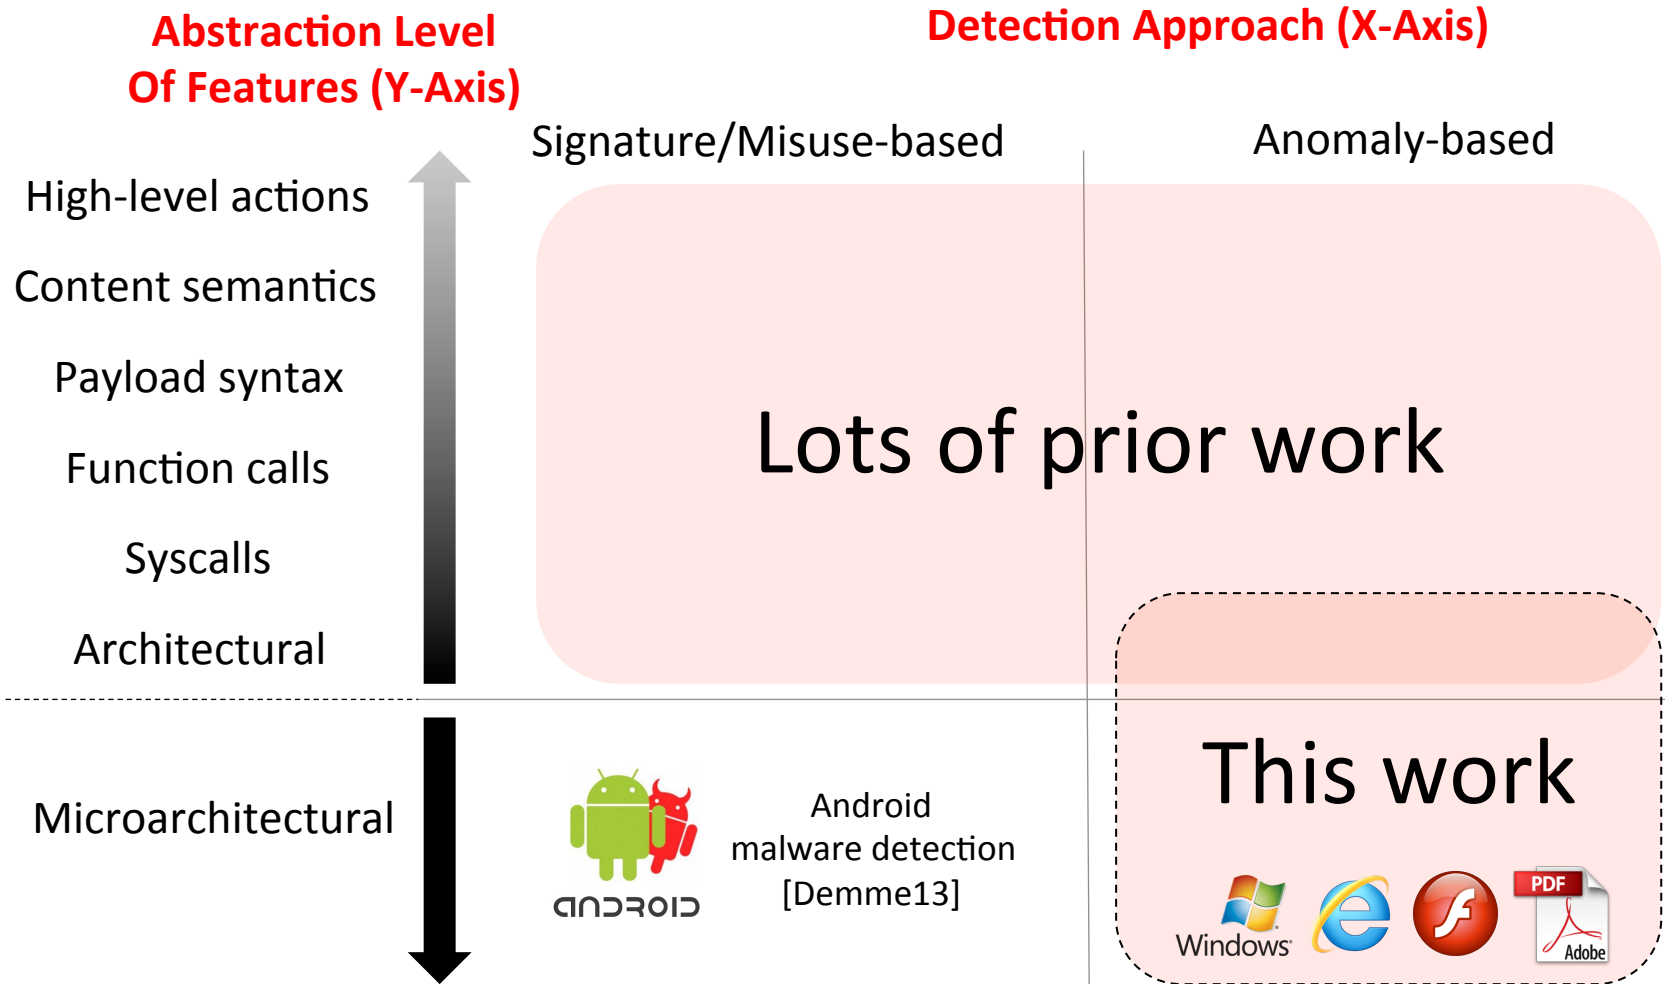 Abstraction Level
Of Features (Y-Axis)
Detection Approach (X-Axis)
Signature/Misuse-based
Anomaly-based
High-level actions
Content semantics
Payload syntax
Function calls
Syscalls
Architectural
Lots of prior work
Microarchitectural
ANDROID
Android
malware detection
[Demme13]
This work
Windows
PDF
Adobe